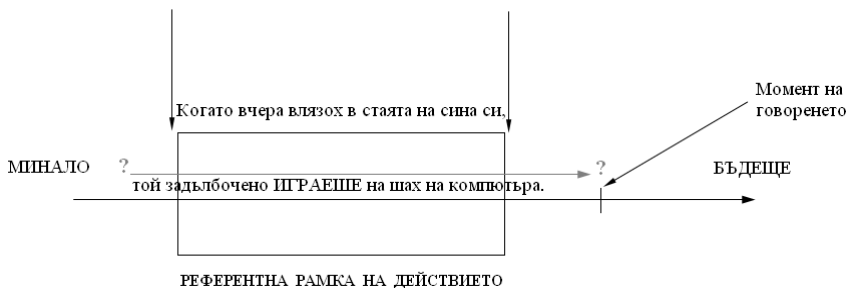 Когато вчера влязох в стаята на сина си,
Момент на
говоренето
МИНАЛО ? ? БЪДЕЩЕ
той задълбочено ИГРАЕШЕ на шах на компютъра.
РЕФЕРЕНТНА РАМКА НА ДЕЙСТВИЕТО